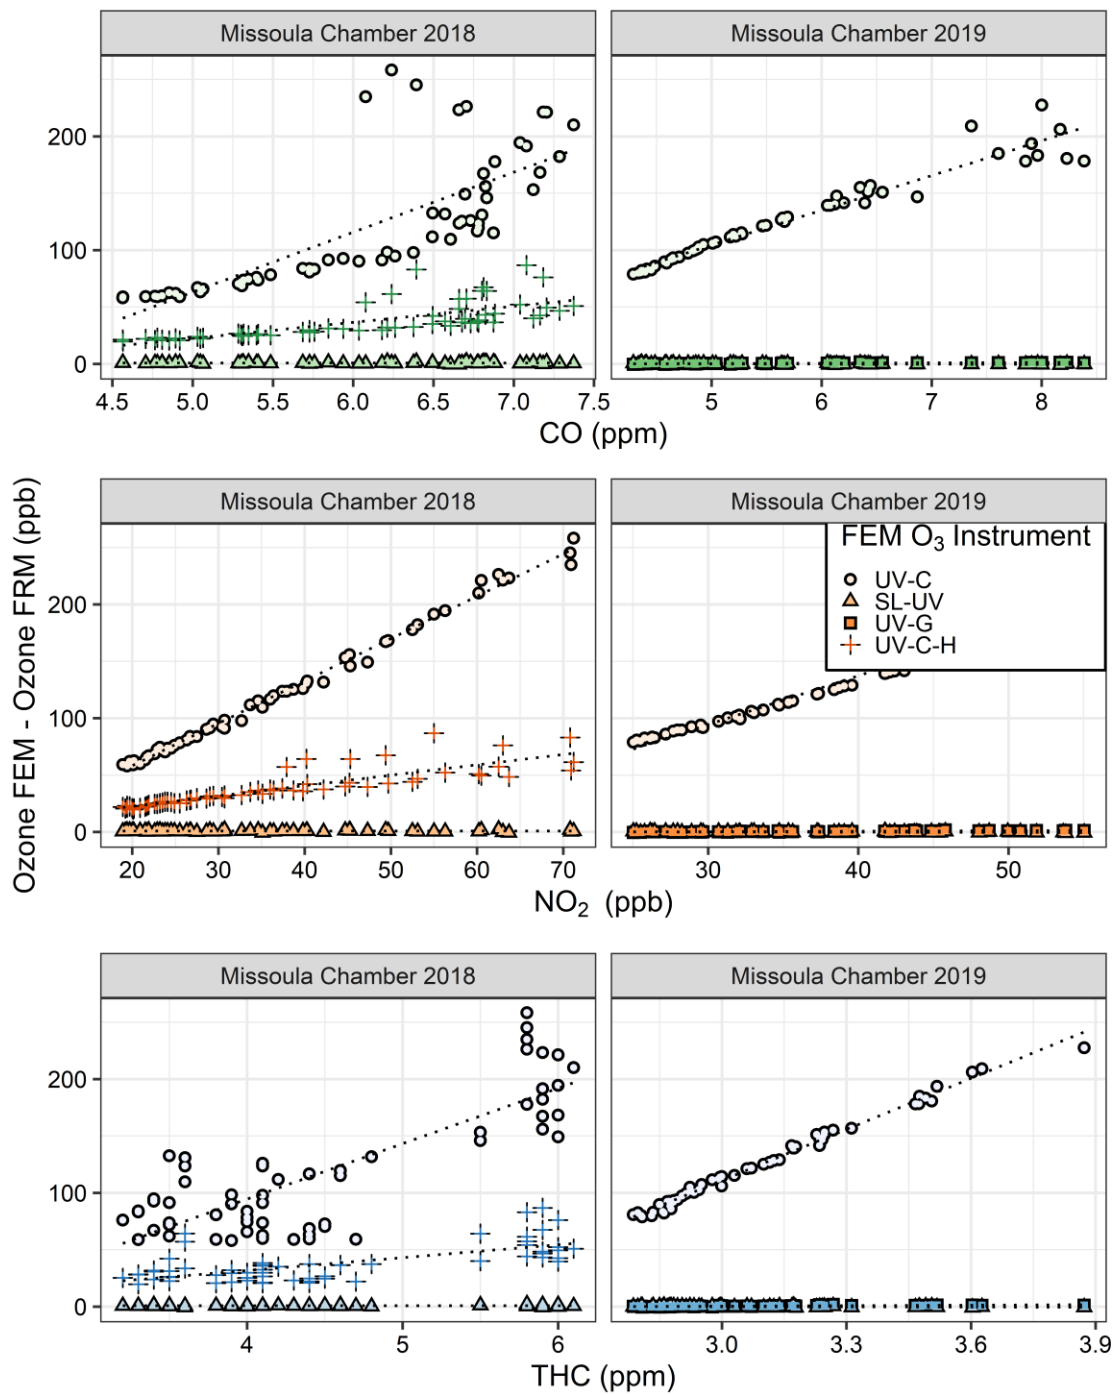 Missoula Chamber 2018 Missoula Chamber 2019
200
100
0
4.5 5.0 5.5 6.0 6.5 7.0 7.5 5 6 7 8
CO (ppm)
Ozone FEM - Ozone FRM (ppb)
Missoula Chamber 2018 Missoula Chamber 2019
FEM O₃ Instrument
UV-C
SL-UV
UV-G
UV-C-H
200
100
0
20 30 40 50 60 70 30 40 50
NO₂ (ppb)
Missoula Chamber 2018 Missoula Chamber 2019
200
100
0
4 5 6 3.0 3.3 3.6 3.9
THC (ppm)